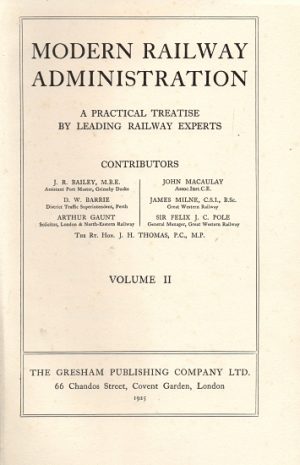 MODERN RAILWAY
ADMINISTRATION
A PRACTICAL TREATISE
BY LEADING RAILWAY EXPERTS
CONTRIBUTORS
J. R. BAILEY, M.B.E.
Assistant Port Master, Grimsby Docks
D. W. BARRIE
District Traffic Superintendent, Perth
ARTHUR GAUNT
Solicitor, London & North-Eastern Railway
JOHN MACAULAY
Assoc.Inst.C.E.
JAMES MILNE, C.S.I., B.Sc.
Great Western Railway
SIR FELIX J. C. POLE
General Manager, Great Western Railway
THE RT. HON. J. H. THOMAS, P.C., M.P.
VOLUME II
THE GRESHAM PUBLISHING COMPANY LTD.
66 Chandos Street, Covent Garden, London
1925